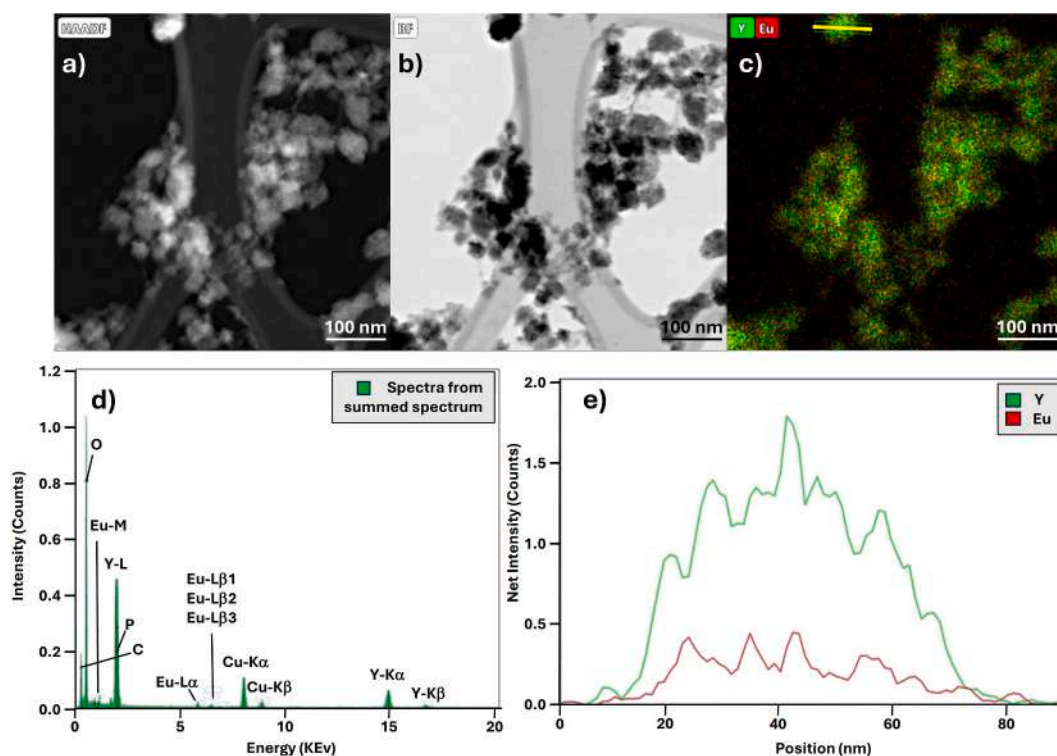 HAADF
a)
100 nm
BF
b)
100 nm
Y Eu
c)
100 nm
d)
Spectra from
summed spectrum
1.2
1.0
0.8
0.6
0.4
0.2
0.0
Intensity (Counts)
O
Eu-M
Y-L
P
C
Eu-Lβ1
Eu-Lβ2
Eu-Lβ3
Eu-Lα
Cu-Kα
Cu-Kβ
Y-Kα
Y-Kβ
0
5
10
15
20
Energy (KEv)
e)
Y
Eu
2.0
1.5
1.0
0.5
0
Net Intensity (Counts)
0
20
40
60
80
Position (nm)